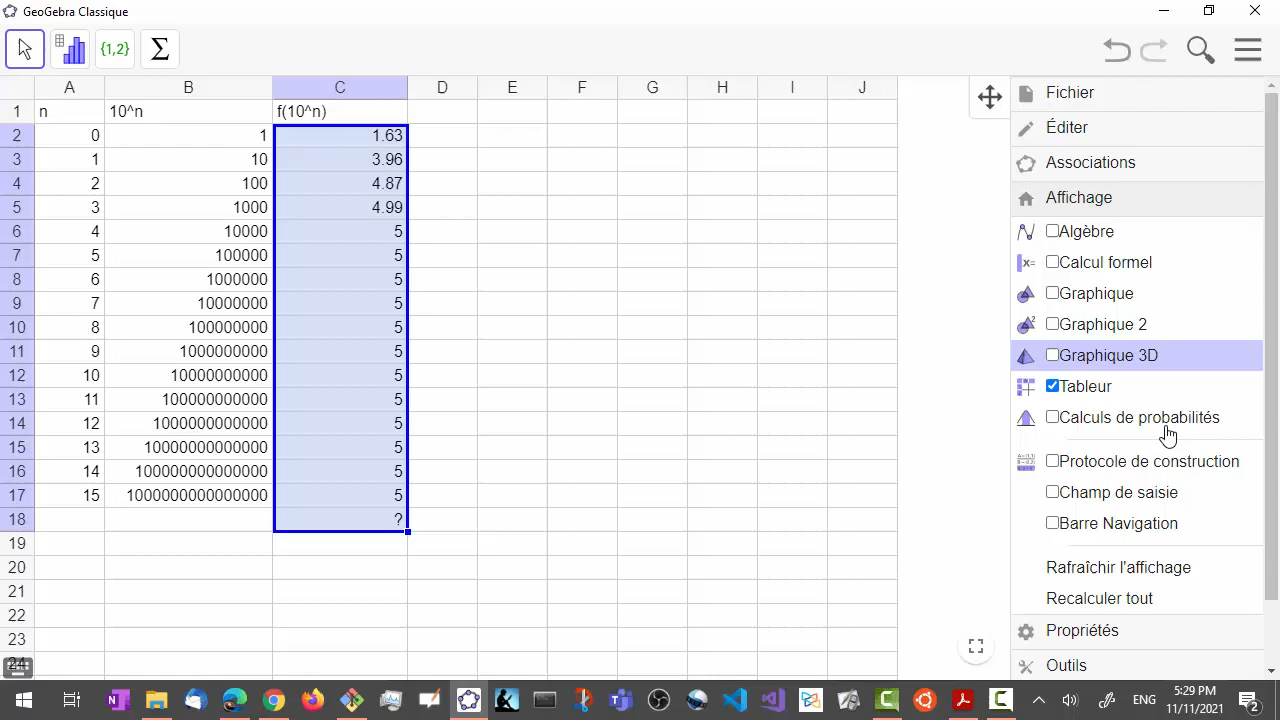 GeoGebra Classique
{1,2} Σ
A B C D E F G H I J
1 n 10^n f(10^n)
2 0 1 1.63
3 1 10 3.96
4 2 100 4.87
5 3 1000 4.99
6 4 10000 5
7 5 100000 5
8 6 1000000 5
9 7 10000000 5
10 8 100000000 5
11 9 1000000000 5
12 10 10000000000 5
13 11 100000000000 5
14 12 1000000000000 5
15 13 10000000000000 5
16 14 100000000000000 5
17 15 1000000000000000 5
18 ?
19
20
21
22
23
24
Fichier
Éditer
Associations
Affichage
Algèbre
x= Calcul formel
Graphique
2 Graphique 2
Graphique 3D
Tableur
Calculs de probabilités
Protocole de construction
Champ de saisie
Barre Navigation
Rafraîchir l'affichage
Recalculer tout
Propriétés
Outils
ENG
5:29 PM
11/11/2021
2